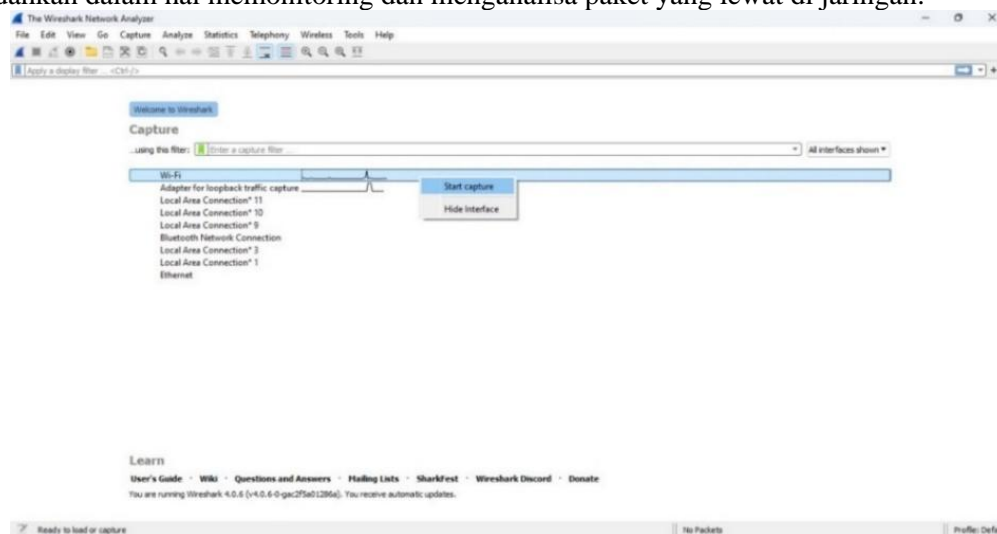 dahkan dalam hal memonitoring dan menganalisa paket yang lewat di jaringan.
The Wireshark Network Analyzer
File Edit View Go Capture Analyze Statistics Telephony Wireless Tools Help
Apply a display filter ... <Ctrl-/>
Welcome to Wireshark
Capture
...using this filter: Enter a capture filter ... All interfaces shown
Wi-Fi
Start capture
Adapter for loopback traffic capture
Local Area Connection* 11
Hide Interface
Local Area Connection* 10
Local Area Connection* 9
Bluetooth Network Connection
Local Area Connection* 3
Local Area Connection* 1
Ethernet
Learn
User's Guide · Wiki · Questions and Answers · Mailing Lists · SharkFest · Wireshark Discord · Donate
You are running Wireshark 4.0.6 (v4.0.6-0-gac2f5a01286a). You receive automatic updates.
Ready to load or capture No Packets Profile: Defa